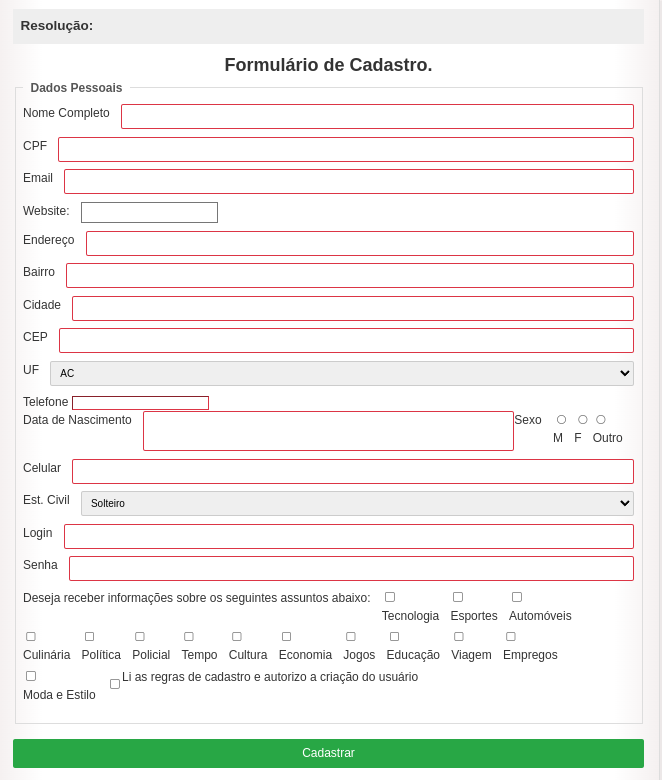 Resolução:
Formulário de Cadastro.
Dados Pessoais
Nome Completo
CPF
Email
Website:
Endereço
Bairro
Cidade
CEP
UF AC
Telefone
Data de Nascimento Sexo
M F Outro
Celular
Est. Civil Solteiro
Login
Senha
Deseja receber informações sobre os seguintes assuntos abaixo:
Tecnologia Esportes Automóveis
Culinária Política Policial Tempo Cultura Economia Jogos Educação Viagem Empregos
Moda e Estilo Li as regras de cadastro e autorizo a criação do usuário
Cadastrar